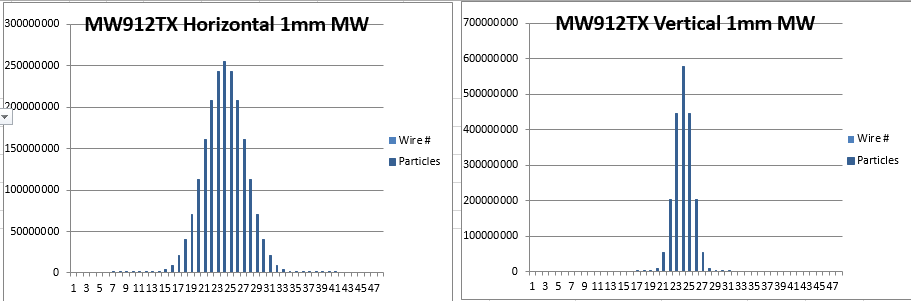 MW912TX Horizontal 1mm MW
300000000
250000000
200000000
150000000
100000000
50000000
0
1 3 5 7 9 11 13 15 17 19 21 23 25 27 29 31 33 35 37 39 41 43 45 47
Wire #
Particles
MW912TX Vertical 1mm MW
700000000
600000000
500000000
400000000
300000000
200000000
100000000
0
1 3 5 7 9 11 13 15 17 19 21 23 25 27 29 31 33 35 37 39 41 43 45 47
Wire #
Particles